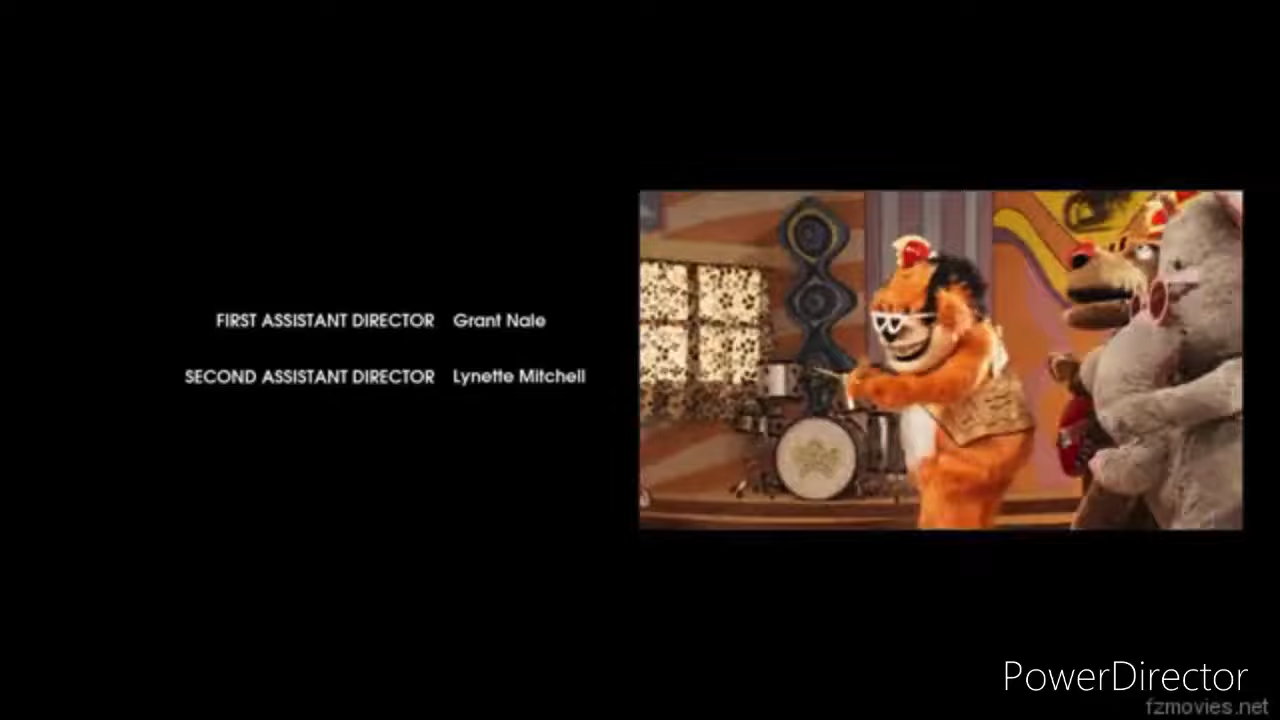 FIRST ASSISTANT DIRECTOR Grant Nale
SECOND ASSISTANT DIRECTOR Lynette Mitchell
PowerDirector
fzmovies.net